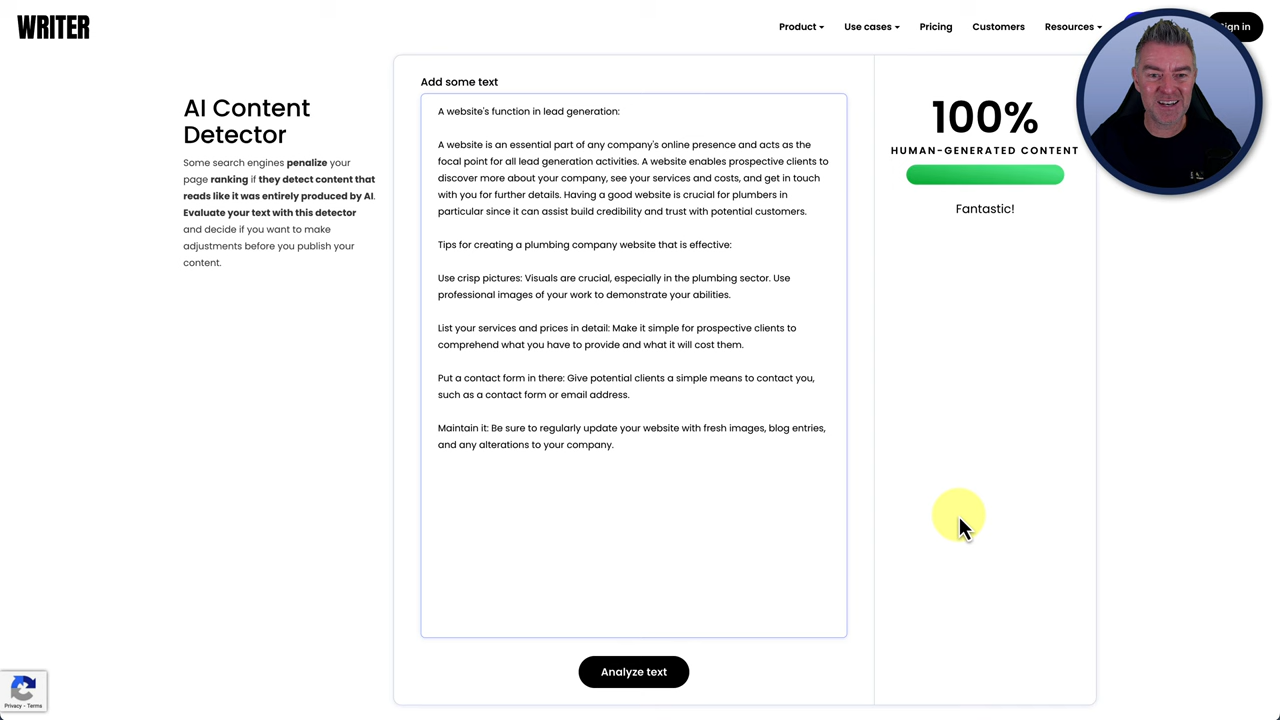 WRITER
Product
Use cases
Pricing
Customers
Resources
gn in
AI Content
Detector
Some search engines penalize your
page ranking if they detect content that
reads like it was entirely produced by AI.
Evaluate your text with this detector
and decide if you want to make
adjustments before you publish your
content.
Add some text
A website's function in lead generation:
A website is an essential part of any company's online presence and acts as the
focal point for all lead generation activities. A website enables prospective clients to
discover more about your company, see your services and costs, and get in touch
with you for further details. Having a good website is crucial for plumbers in
particular since it can assist build credibility and trust with potential customers.
Tips for creating a plumbing company website that is effective:
Use crisp pictures: Visuals are crucial, especially in the plumbing sector. Use
professional images of your work to demonstrate your abilities.
List your services and prices in detail: Make it simple for prospective clients to
comprehend what you have to provide and what it will cost them.
Put a contact form in there: Give potential clients a simple means to contact you,
such as a contact form or email address.
Maintain it: Be sure to regularly update your website with fresh images, blog entries,
and any alterations to your company.
Analyze text
100%
HUMAN-GENERATED CONTENT
Fantastic!
Privacy - Terms